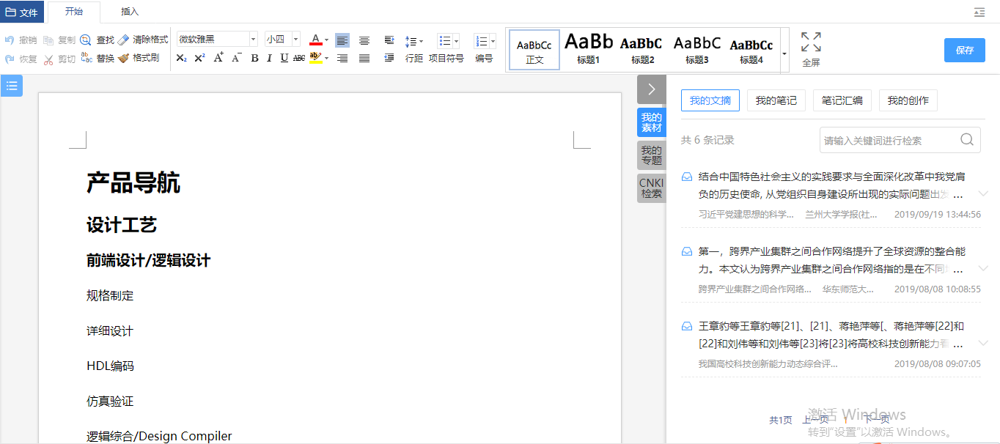 文件 开始 插入
撤销 复制 查找 清除格式 微软雅黑 小四 A
恢复 剪切 替换 格式刷 X₂ X² A⁺ A⁻ B I U ABC ab 行距 项目符号 编号
AaBbCc AaBb AaBbC AaBbC AaBbCc
正文 标题1 标题2 标题3 标题4
全屏
保存
产品导航
设计工艺
前端设计/逻辑设计
规格制定
详细设计
HDL编码
仿真验证
逻辑综合/Design Compiler
我的
素材
我的
专题
CNKI
检索
我的文摘 我的笔记 笔记汇编 我的创作
共 6 条记录 请输入关键词进行检索
结合中国特色社会主义的实践要求与全面深化改革中我党肩
负的历史使命, 从党组织自身建设所出现的实际问题出发...
习近平党建思想的科学... 兰州大学学报(社... 2019/09/19 13:44:56
第一，跨界产业集群之间合作网络提升了全球资源的整合能
力。本文认为跨界产业集群之间合作网络指的是在不同...
跨界产业集群之间合作网络... 华东师范大... 2019/08/08 10:08:55
王章豹等王章豹等[21]、[21]、蒋艳萍等[、蒋艳萍等[22]和
[22]和刘伟等和刘伟等[23]将[23]将高校科技创新能力看...
我国高校科技创新能力动态综合评... 2019/08/08 09:07:05
共1页 上一页 1 下一页
激活 Windows
转到"设置"以激活 Windows。